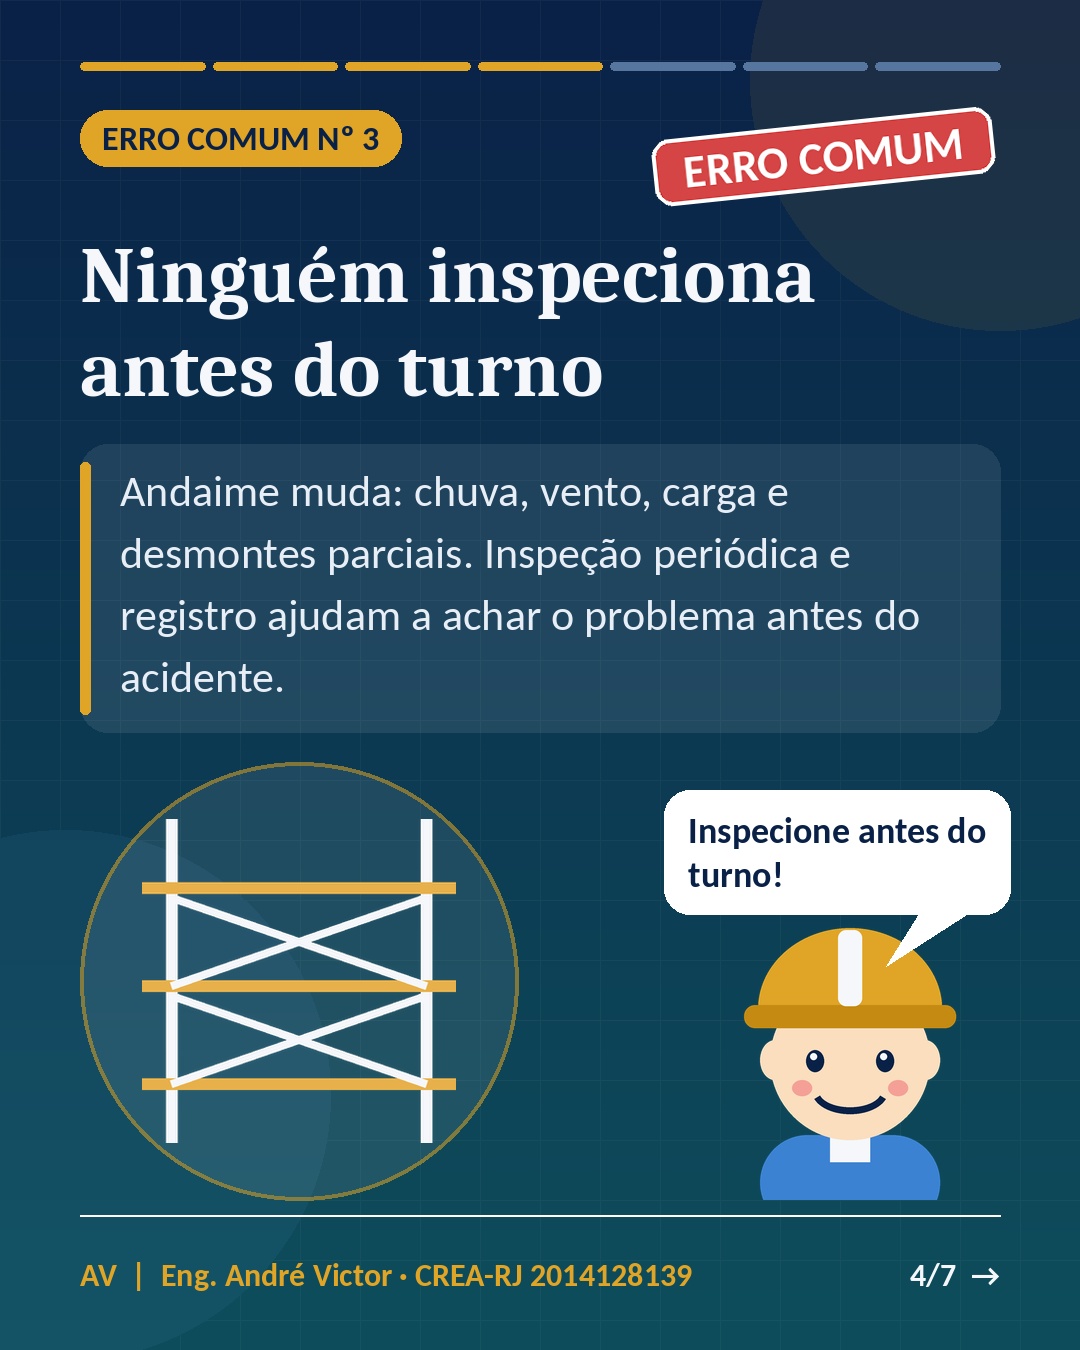 ERRO COMUM Nº 3
ERRO COMUM
Ninguém inspeciona
antes do turno
Andaime muda: chuva, vento, carga e
desmontes parciais. Inspeção periódica e
registro ajudam a achar o problema antes do
acidente.
Inspecione antes do
turno!
AV | Eng. André Victor · CREA-RJ 2014128139
4/7 →